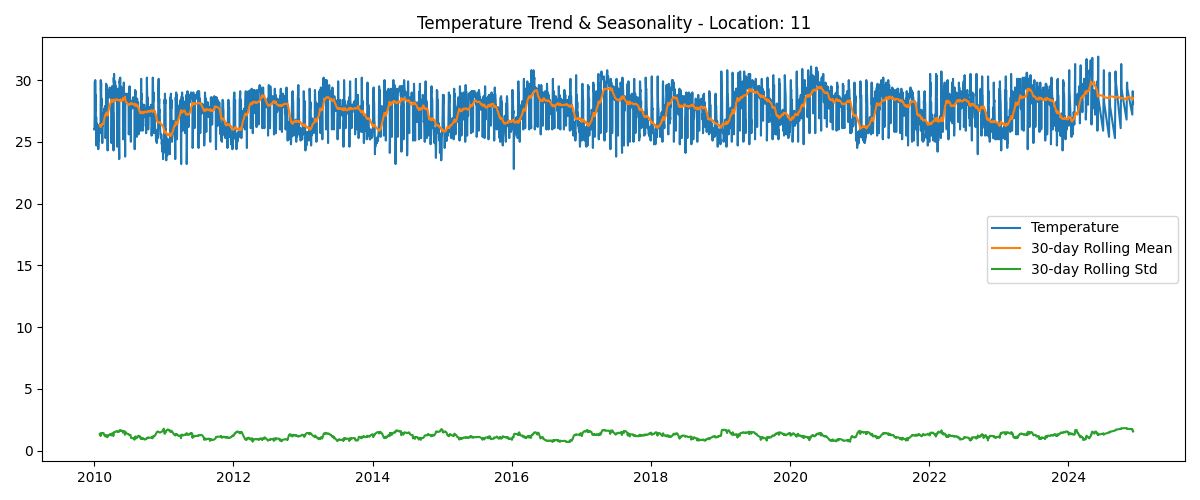 Temperature Trend & Seasonality - Location: 11
30
25
20
15
10
5
0
Temperature
30-day Rolling Mean
30-day Rolling Std
2010 2012 2014 2016 2018 2020 2022 2024